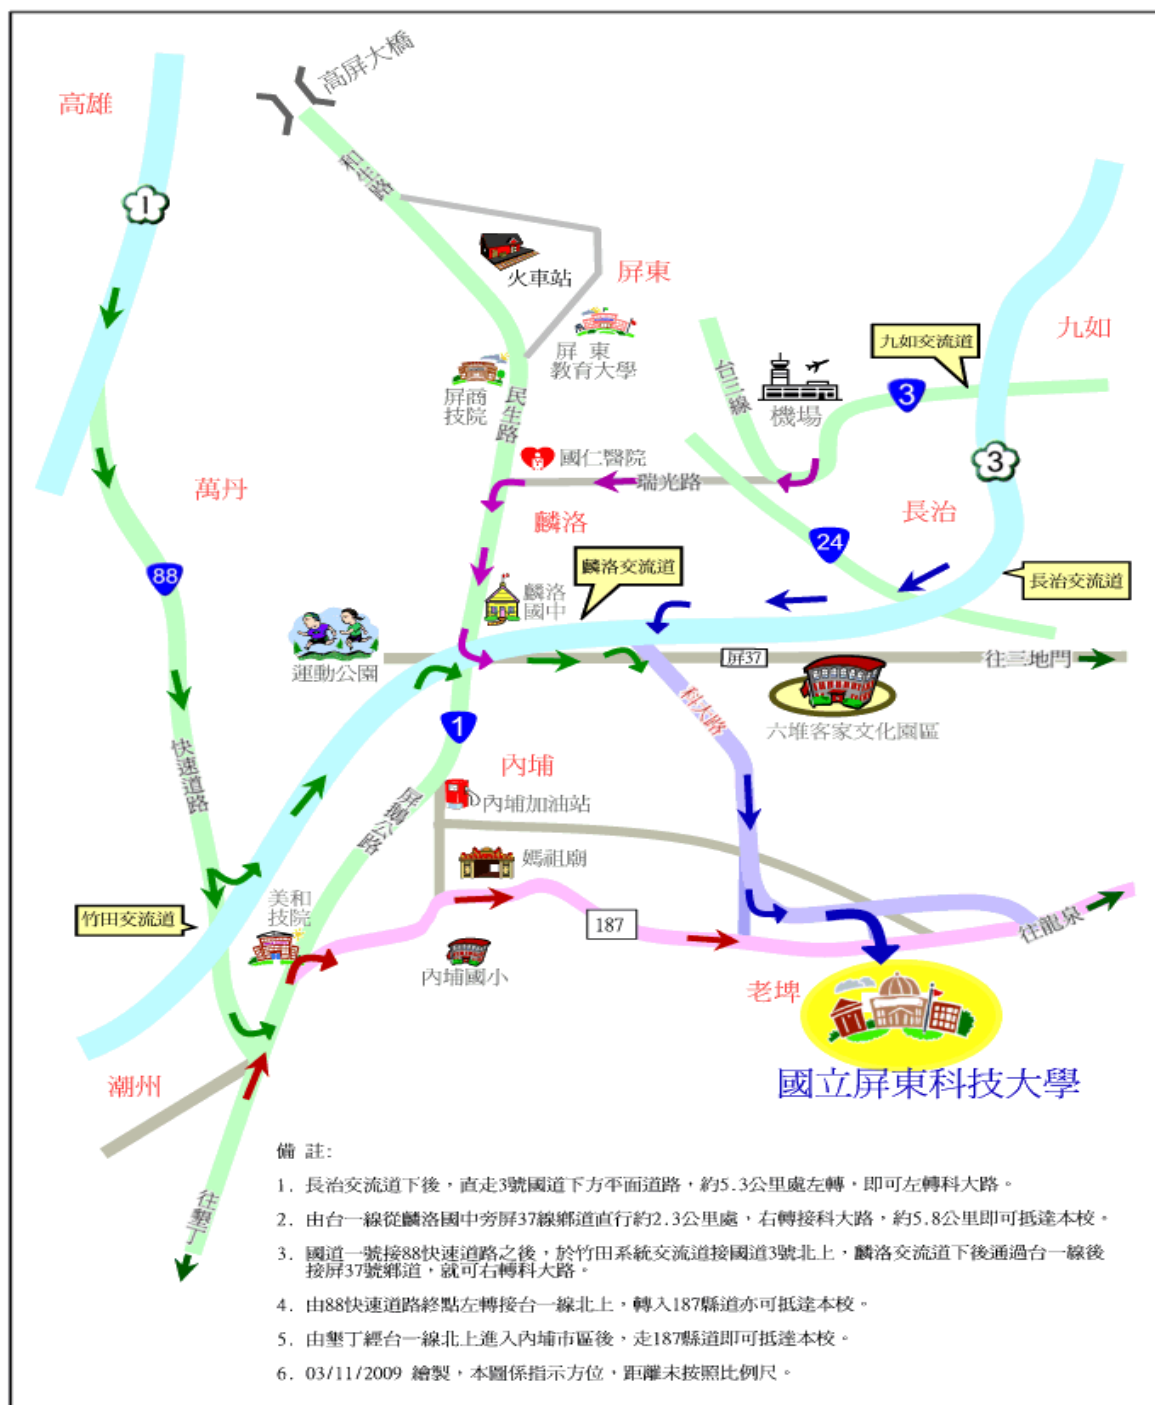 高屏大橋
高雄
和生路
1
火車站
屏東
九如
九如交流道
屏東
教育大學
台三線
機場
3
屏商
技院
民生路
國仁醫院
瑞光路
3
萬丹
麟洛
長治
24
88
麟洛交流道
長治交流道
麟洛
國中
運動公園
屏37
往三地門
科大路
六堆客家文化園區
1
快速道路
內埔
屏鵝公路
內埔加油站
媽祖廟
美和
技院
竹田交流道
187
往龍泉
內埔國小
老埤
潮州
國立屏東科技大學
往墾丁
備 註:
1. 長治交流道下後，直走3號國道下方平面道路，約5.3公里處左轉，即可左轉科大路。
2. 由台一線從麟洛國中旁屏37線鄉道直行約2.3公里處，右轉接科大路，約5.8公里即可抵達本校。
3. 國道一號接88快速道路之後，於竹田系統交流道接國道3號北上，麟洛交流道下後通過台一線後
接屏37號鄉道，就可右轉科大路。
4. 由88快速道路終點左轉接台一線北上，轉入187縣道亦可抵達本校。
5. 由墾丁經台一線北上進入內埔市區後，走187縣道即可抵達本校。
6. 03/11/2009 繪製，本圖係指示方位，距離未按照比例尺。